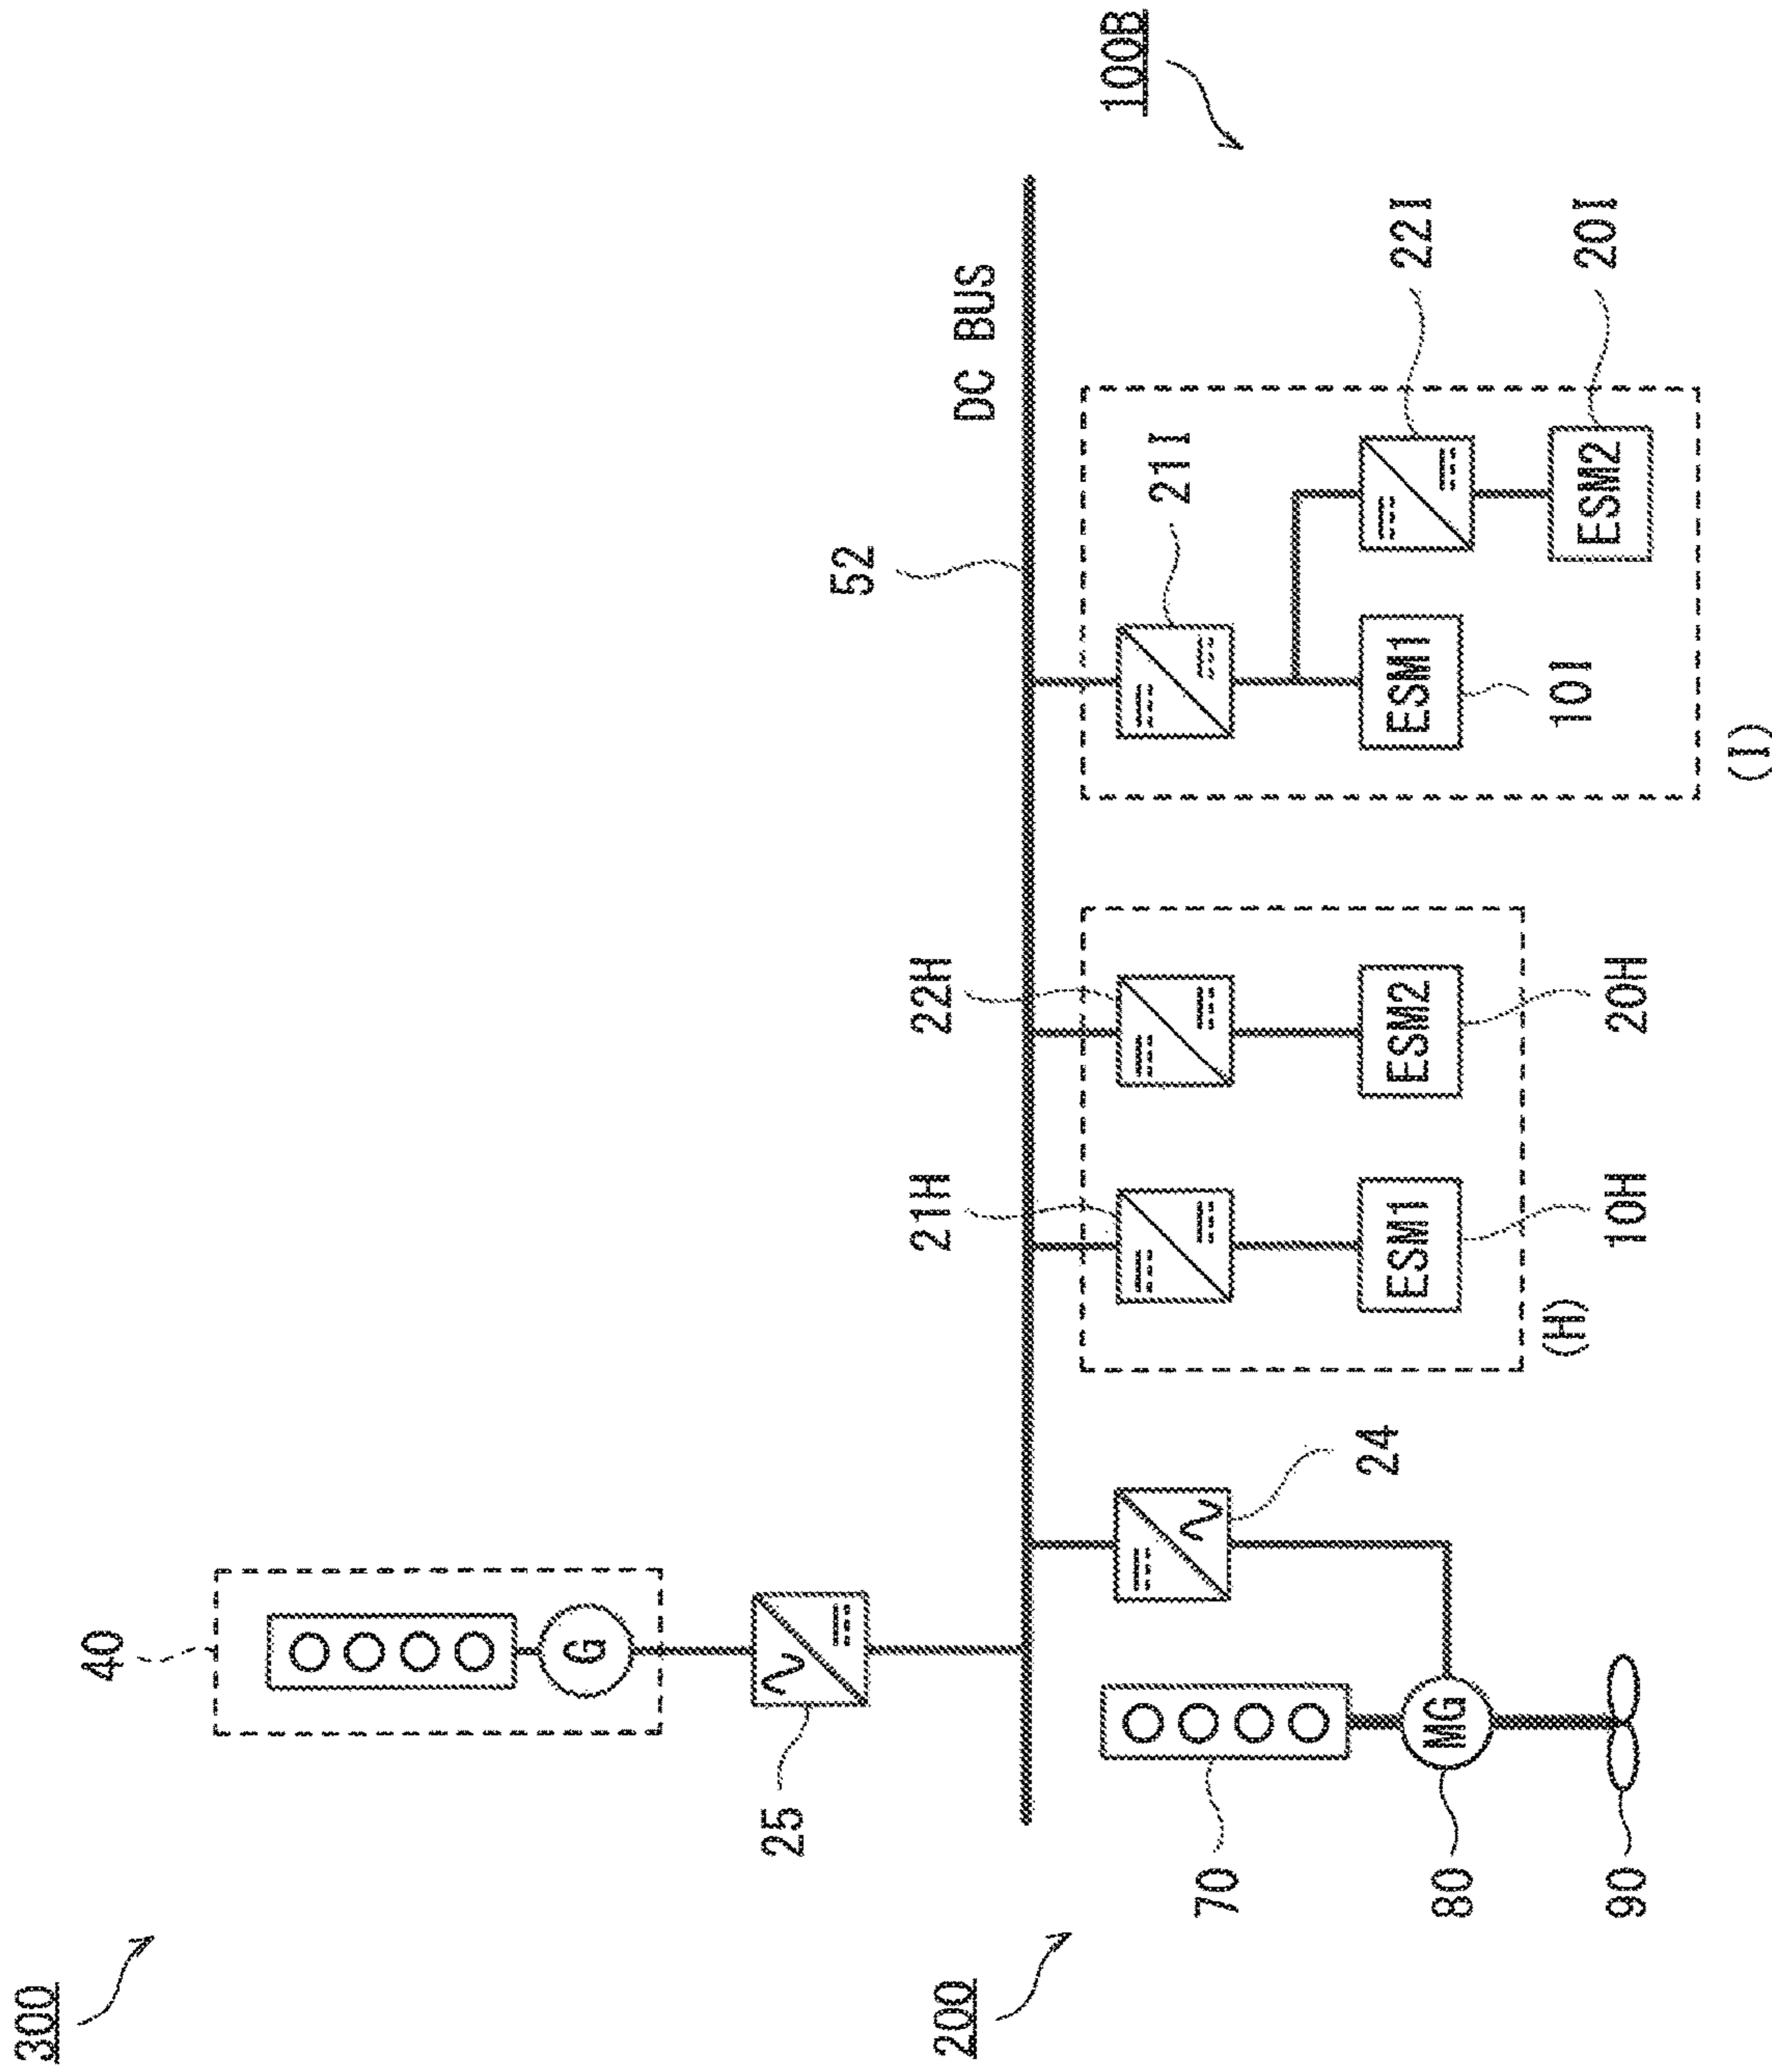 300
40
G
25
52
21H
22H
200
DC BUS
100B
21I
70
24
22I
80
MG
ESM1
ESM2
ESM1
(H)
10I
ESM2
20I
90
10H
20H
(I)